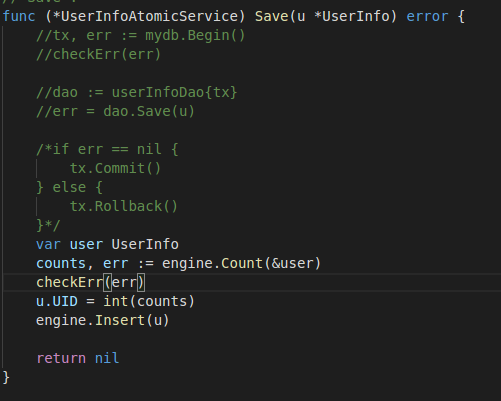 // Save .
func (*UserInfoAtomicService) Save(u *UserInfo) error {
//tx, err := mydb.Begin()
//checkErr(err)
//dao := userInfoDao{tx}
//err = dao.Save(u)
/*if err == nil {
tx.Commit()
} else {
tx.Rollback()
}*/
var user UserInfo
counts, err := engine.Count(&user)
checkErr(err)
u.UID = int(counts)
engine.Insert(u)
return nil
}